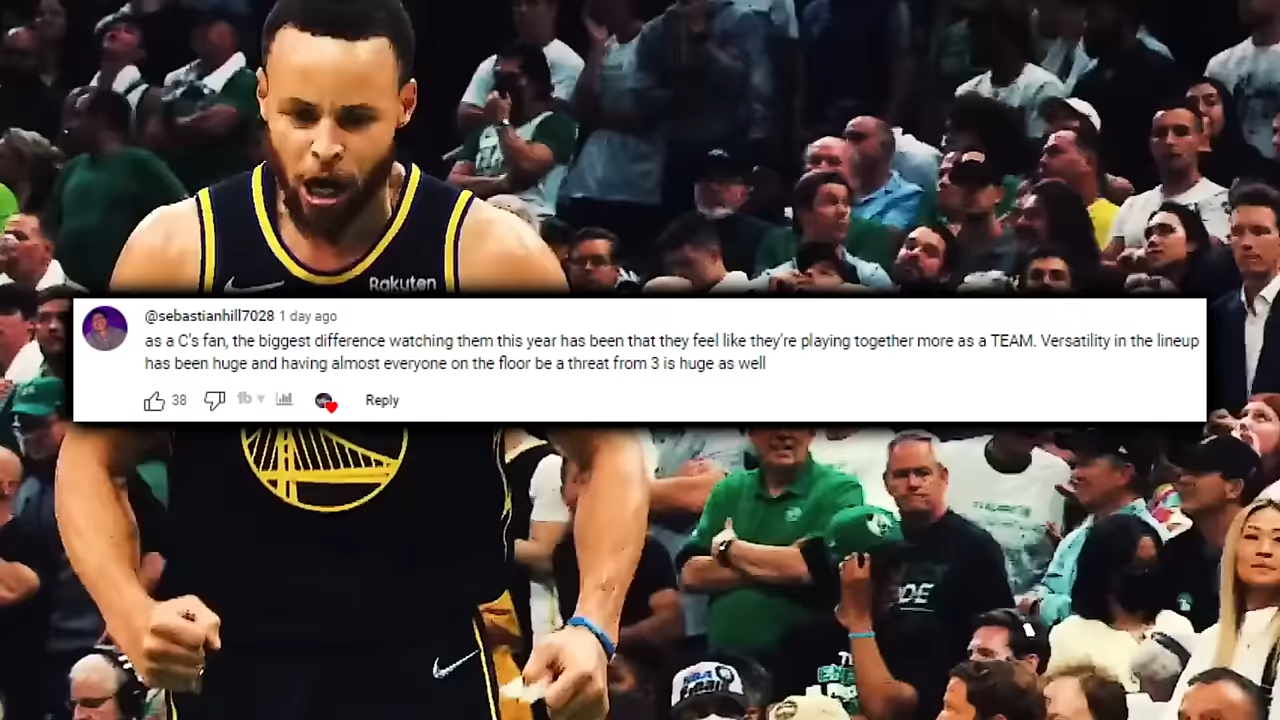 Rakuten
@sebastianhill7028 1 day ago
as a C's fan, the biggest difference watching them this year has been that they feel like they're playing together more as a TEAM. Versatility in the lineup
has been huge and having almost everyone on the floor be a threat from 3 is huge as well
38
Reply